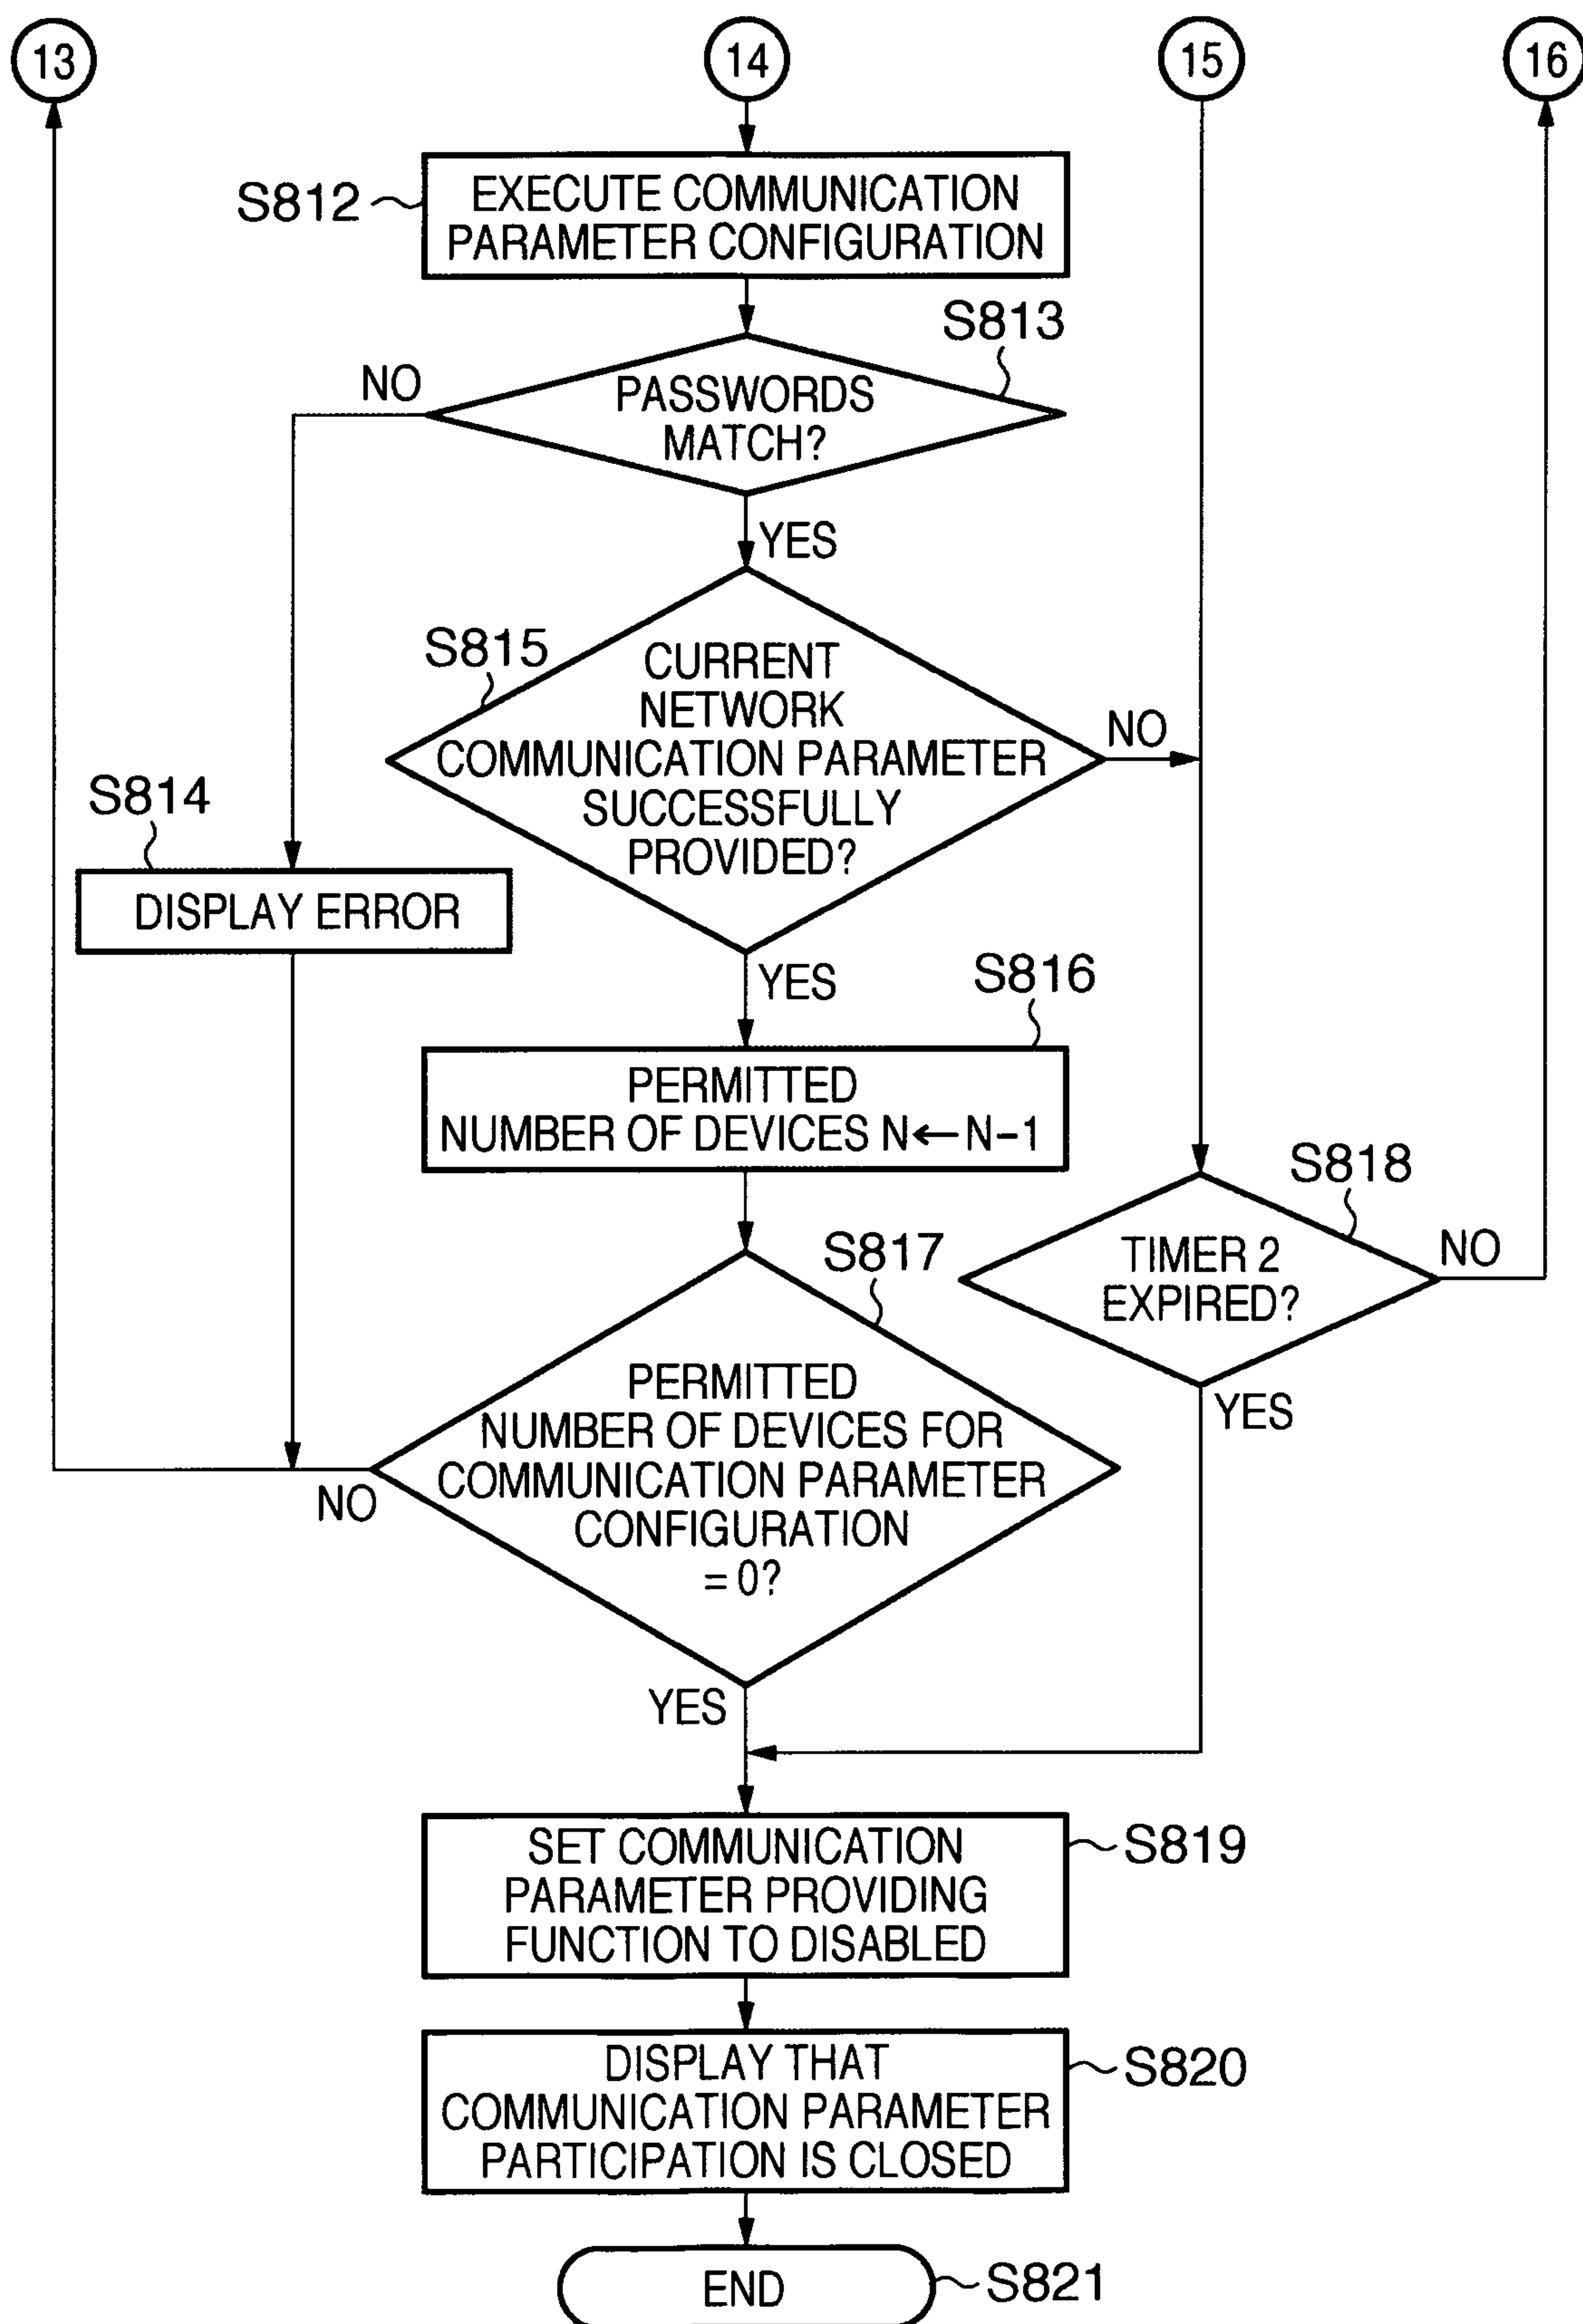 13
14
15
16
S812
EXECUTE COMMUNICATION
PARAMETER CONFIGURATION
S813
NO
PASSWORDS
MATCH?
YES
S815
CURRENT
NETWORK
COMMUNICATION PARAMETER
SUCCESSFULLY
PROVIDED?
NO
S814
DISPLAY ERROR
YES
S816
PERMITTED
NUMBER OF DEVICES N←N-1
S818
TIMER 2
EXPIRED?
NO
YES
S817
PERMITTED
NUMBER OF DEVICES FOR
COMMUNICATION PARAMETER
CONFIGURATION
= 0?
NO
YES
SET COMMUNICATION
PARAMETER PROVIDING
FUNCTION TO DISABLED
S819
DISPLAY THAT
COMMUNICATION PARAMETER
PARTICIPATION IS CLOSED
S820
END
S821